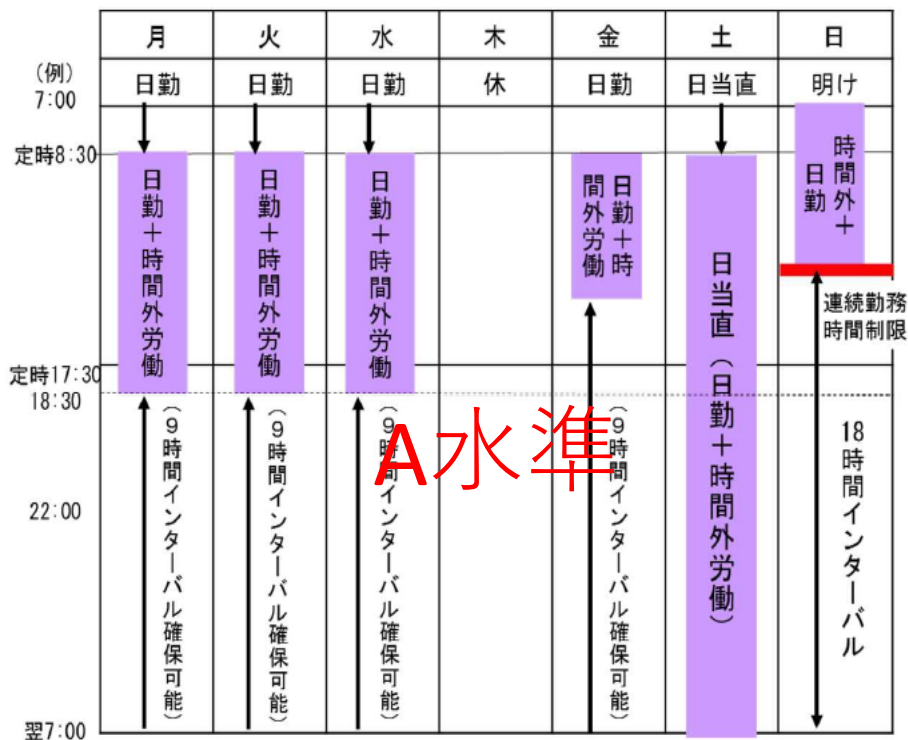 月 火 水 木 金 土 日
(例)
7:00
日勤 日勤 日勤 休 日勤 日当直 明け
定時8:30
日勤＋時間外労働
日勤＋時間外労働
日勤＋時間外労働
日勤＋時
間外労働
日当直（日勤＋時間外労働）
時間外＋
日勤
連続勤務
時間制限
定時17:30
18:30
22:00
翌7:00
（9時間インターバル確保可能）
（9時間インターバル確保可能）
（9時間インターバル確保可能）
（9時間インターバル確保可能）
18時間インターバル
A水準